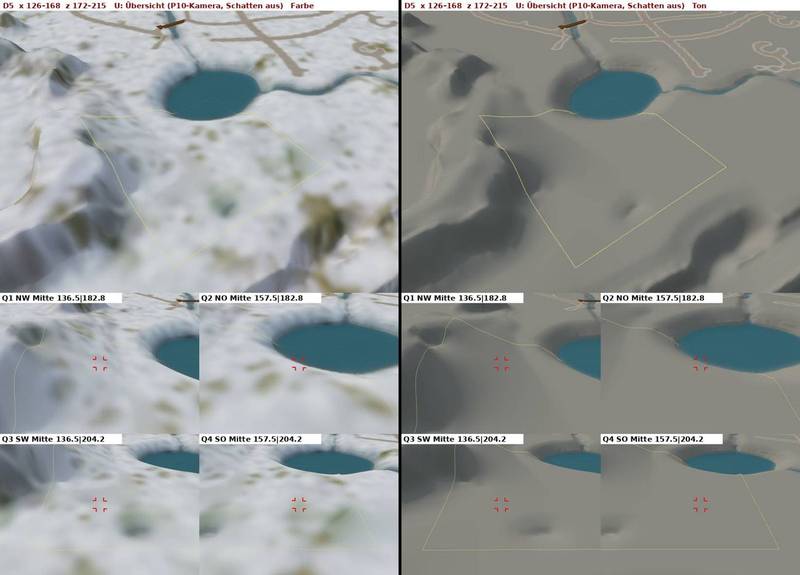 D5 x 126-168 z 172-215 U: Übersicht (P10-Kamera, Schatten aus) Farbe
D5 x 126-168 z 172-215 U: Übersicht (P10-Kamera, Schatten aus) Ton
Q1 NW Mitte 136.5|182.8
Q2 NO Mitte 157.5|182.8
Q1 NW Mitte 136.5|182.8
Q2 NO Mitte 157.5|182.8
Q3 SW Mitte 136.5|204.2
Q4 SO Mitte 157.5|204.2
Q3 SW Mitte 136.5|204.2
Q4 SO Mitte 157.5|204.2